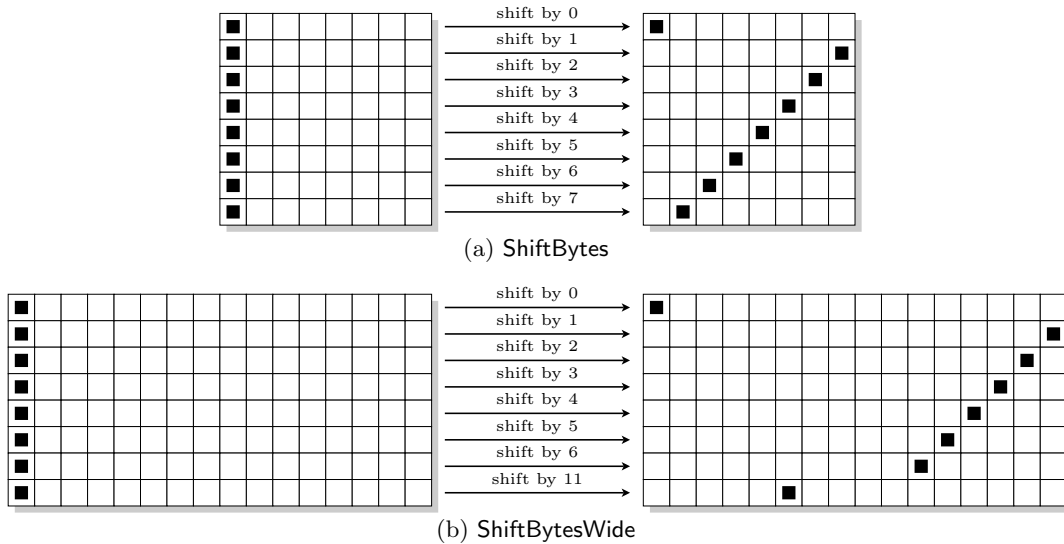 shift by 0
shift by 1
shift by 2
shift by 3
shift by 4
shift by 5
shift by 6
shift by 7
(a) ShiftBytes
shift by 0
shift by 1
shift by 2
shift by 3
shift by 4
shift by 5
shift by 6
shift by 11
(b) ShiftBytesWide